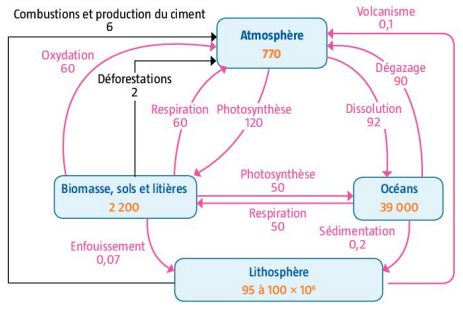 Combustions et production du ciment
6
Volcanisme
0,1
Atmosphère
770
Oxydation
60
Dégazage
90
Déforestations
2
Respiration
60
Photosynthèse
120
Dissolution
92
Biomasse, sols et litières
2 200
Photosynthèse
50
Respiration
50
Océans
39 000
Enfouissement
0,07
Sédimentation
0,2
Lithosphère
95 à 100 × 10⁶